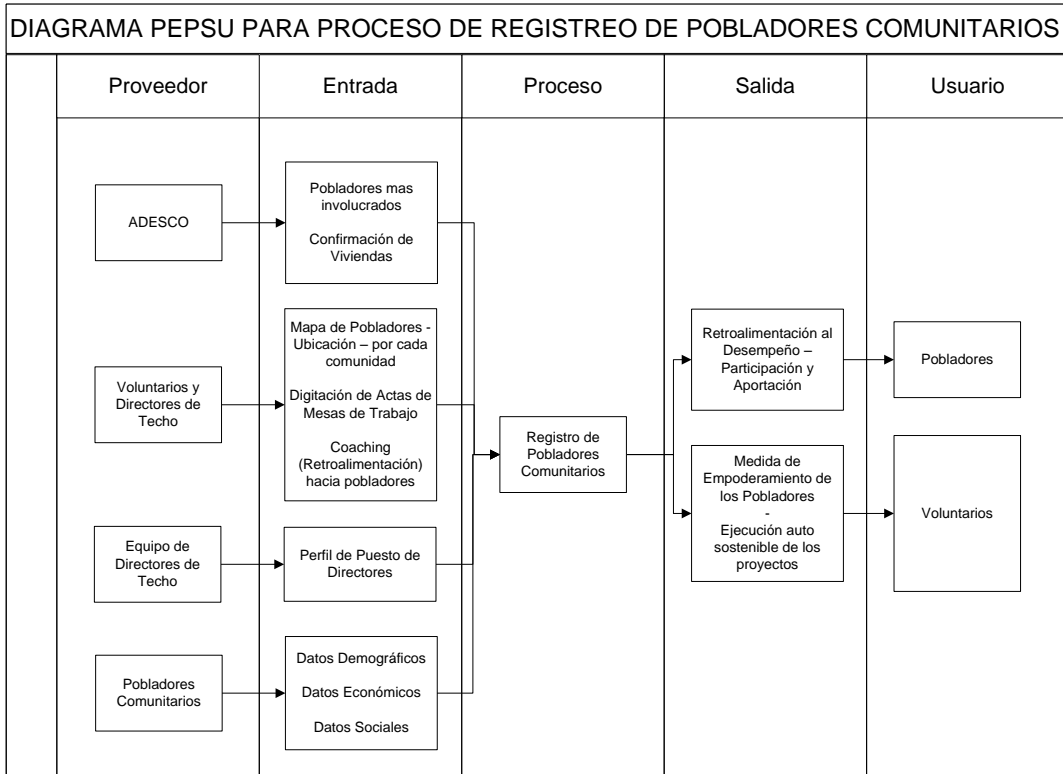 DIAGRAMA PEPSU PARA PROCESO DE REGISTREO DE POBLADORES COMUNITARIOS
Proveedor
Entrada
Proceso
Salida
Usuario
ADESCO
Pobladores mas
involucrados
Confirmación de
Viviendas
Voluntarios y
Directores de
Techo
Mapa de Pobladores -
Ubicación – por cada
comunidad
Digitación de Actas de
Mesas de Trabajo
Coaching
(Retroalimentación)
hacia pobladores
Equipo de
Directores de
Techo
Perfil de Puesto de
Directores
Pobladores
Comunitarios
Datos Demográficos
Datos Económicos
Datos Sociales
Registro de
Pobladores
Comunitarios
Retroalimentación al
Desempeño –
Participación y
Aportación
Medida de
Empoderamiento de
los Pobladores
-
Ejecución auto
sostenible de los
proyectos
Pobladores
Voluntarios